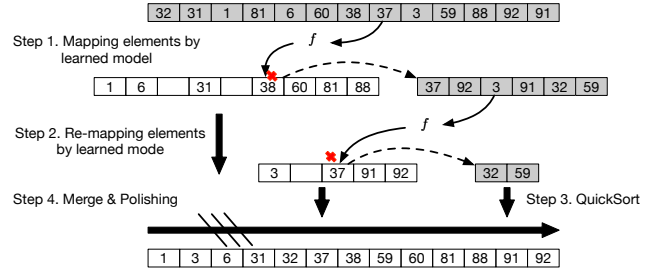 32 31 1 81 6 60 38 37 3 59 88 92 91
Step 1. Mapping elements by
learned model
f
1 6 31 38 60 81 88
37 92 3 91 32 59
Step 2. Re-mapping elements
by learned mode
f
3 37 91 92
32 59
Step 4. Merge & Polishing
Step 3. QuickSort
1 3 6 31 32 37 38 59 60 81 88 91 92